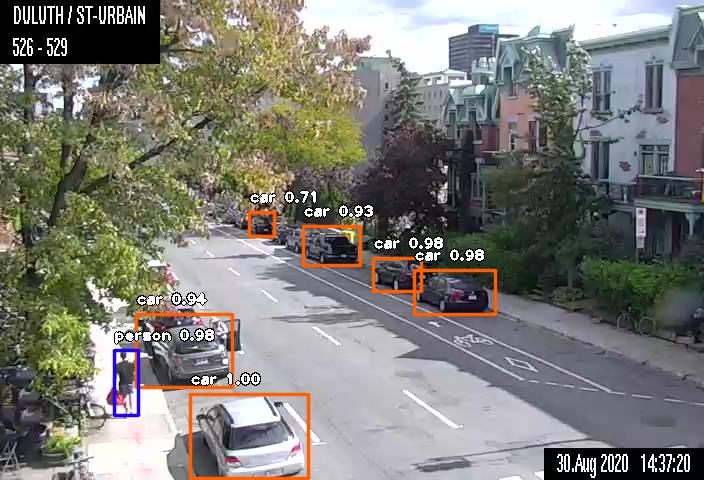 DULUTH / ST-URBAIN
526 - 529
car 0.71
car 0.93
car 0.98
car 0.98
car 0.94
person 0.98
car 1.00
30.Aug 2020 14:37:20